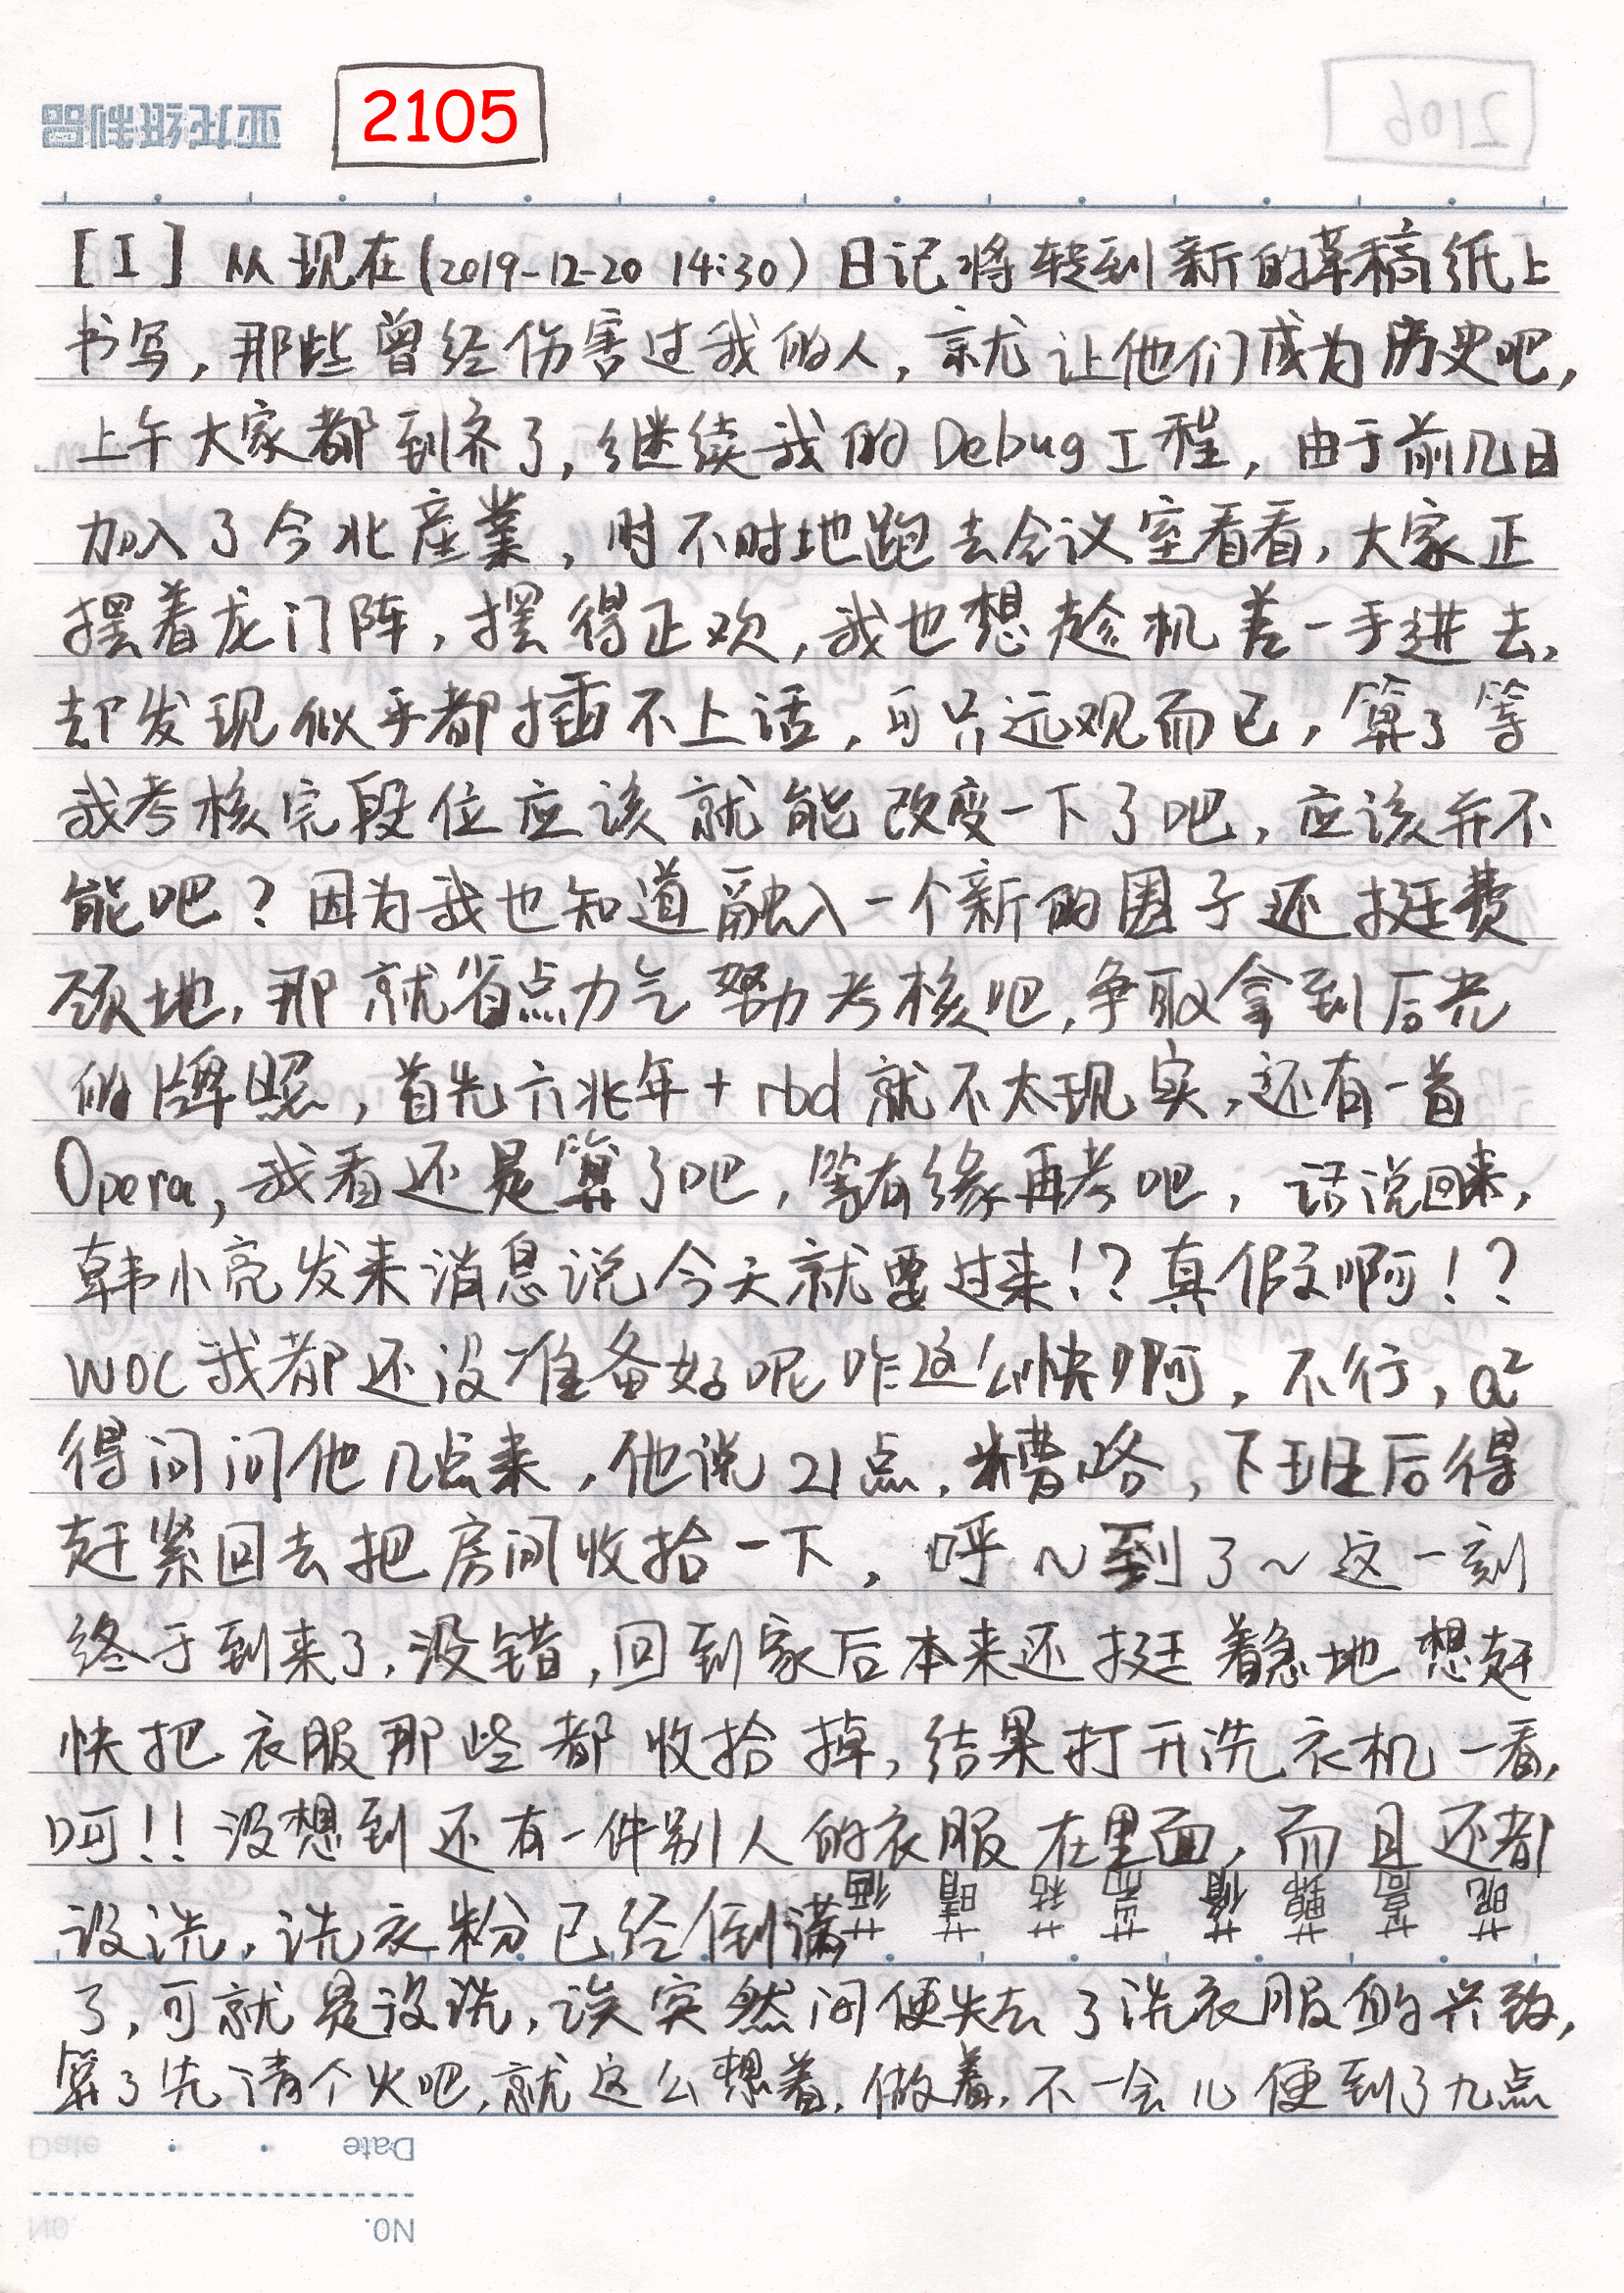 2105
[I] 从现在(2019-12-20 14:30)日记将转到新的草稿纸上
书写，那些曾经伤害过我的人，就让他们成为历史吧，
上午大家都到齐了，继续我的Debug工程，由于前几日
加入了今北産業，时不时地跑去会议室看看，大家正
摆着龙门阵，摆得正欢，我也想趁机差一手进去，
却发现似乎都插不上话，可只远观而已，算了等
我考核完段位应该就能改变一下了吧，应该弁不
能吧？因为我也知道融入一个新的圈子还挺费
颈地，那就省点力气努力考核吧，争取拿到后光
的牌照，首先六兆年+rbd就不太现实，还有一首
Opera，我看还是算了吧，等有缘再考吧，话说回来，
韩小亮发来消息说今天就要过来！？真假啊！？
WOC我都还没准备好呢咋这么快啊，不行，a²
得问问他几点来，他说21点，糟咯，下班后得
赶紧回去把房间收拾一下，呼～到了～这一刻
终于到来了，没错，回到家后本来还挺着急地想赶
快把衣服那些都收拾掉，结果打开洗衣机一看，
呵！！没想到还有一件别人的衣服在里面，而且还都
没洗，洗衣粉已经倒满
了，可就是没洗，诶突然间便失去了洗衣服的兴致，
算了先清个火吧，就这么想着，做着，不一会儿便到了九点
Date
NO.